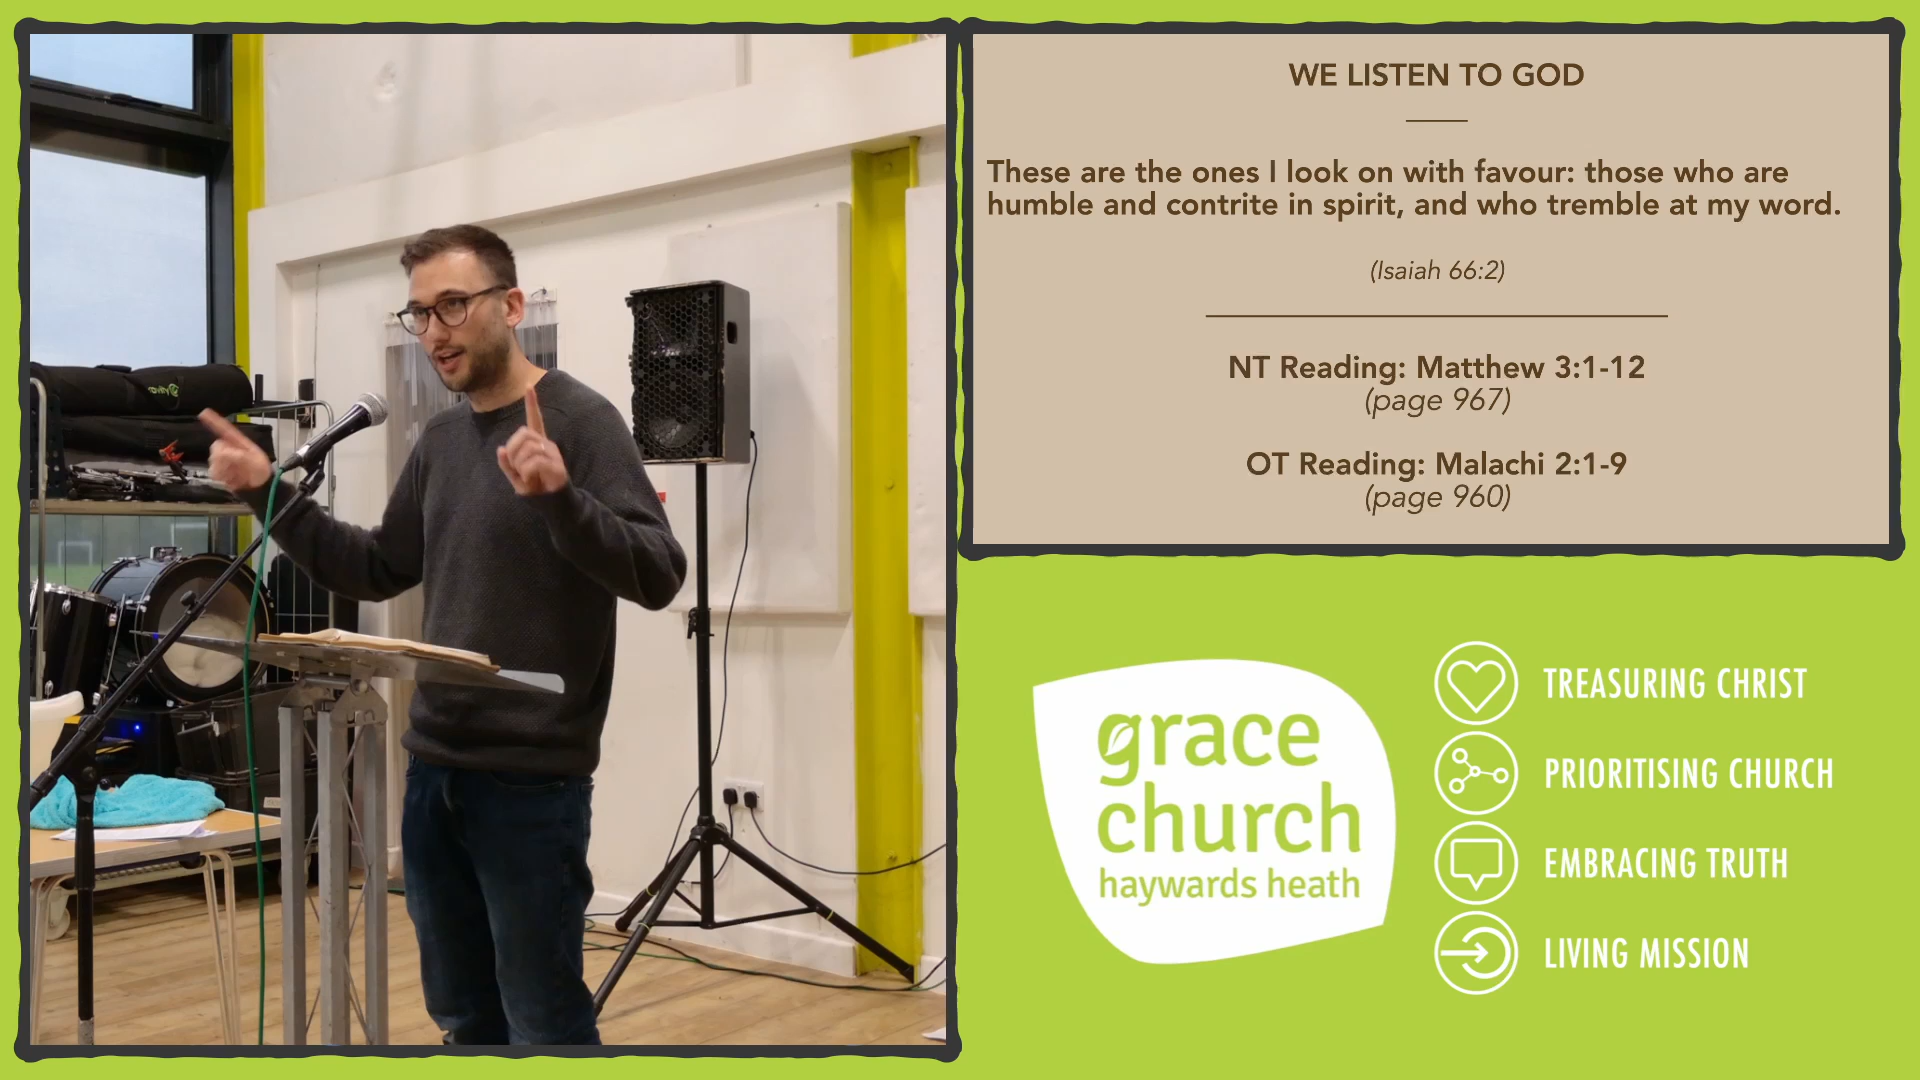 WE LISTEN TO GOD
These are the ones I look on with favour: those who are
humble and contrite in spirit, and who tremble at my word.
(Isaiah 66:2)
NT Reading: Matthew 3:1-12
(page 967)
OT Reading: Malachi 2:1-9
(page 960)
grace
church
haywards heath
TREASURING CHRIST
PRIORITISING CHURCH
EMBRACING TRUTH
LIVING MISSION